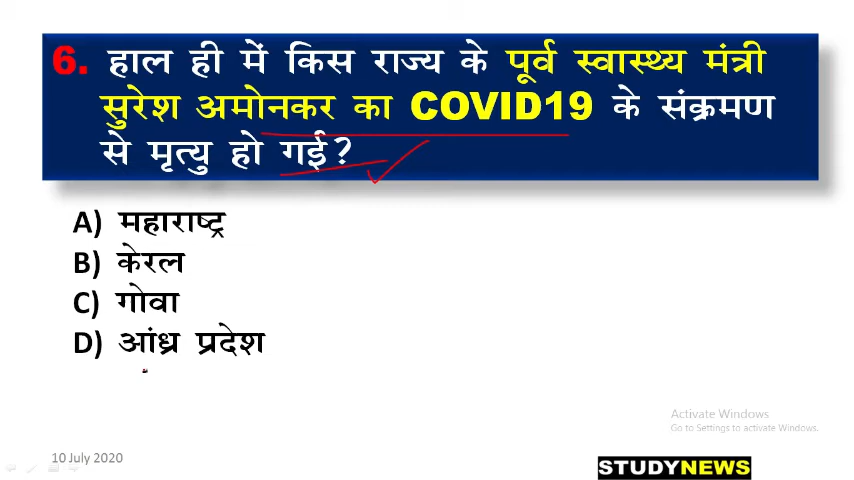 6. हाल ही में किस राज्य के पूर्व स्वास्थ्य मंत्री
सुरेश अमोनकर का COVID19 के संक्रमण
से मृत्यु हो गई?
A) महाराष्ट्र
B) केरल
C) गोवा
D) आंध्र प्रदेश
Activate Windows
Go to Settings to activate Windows.
10 July 2020
STUDYNEWS